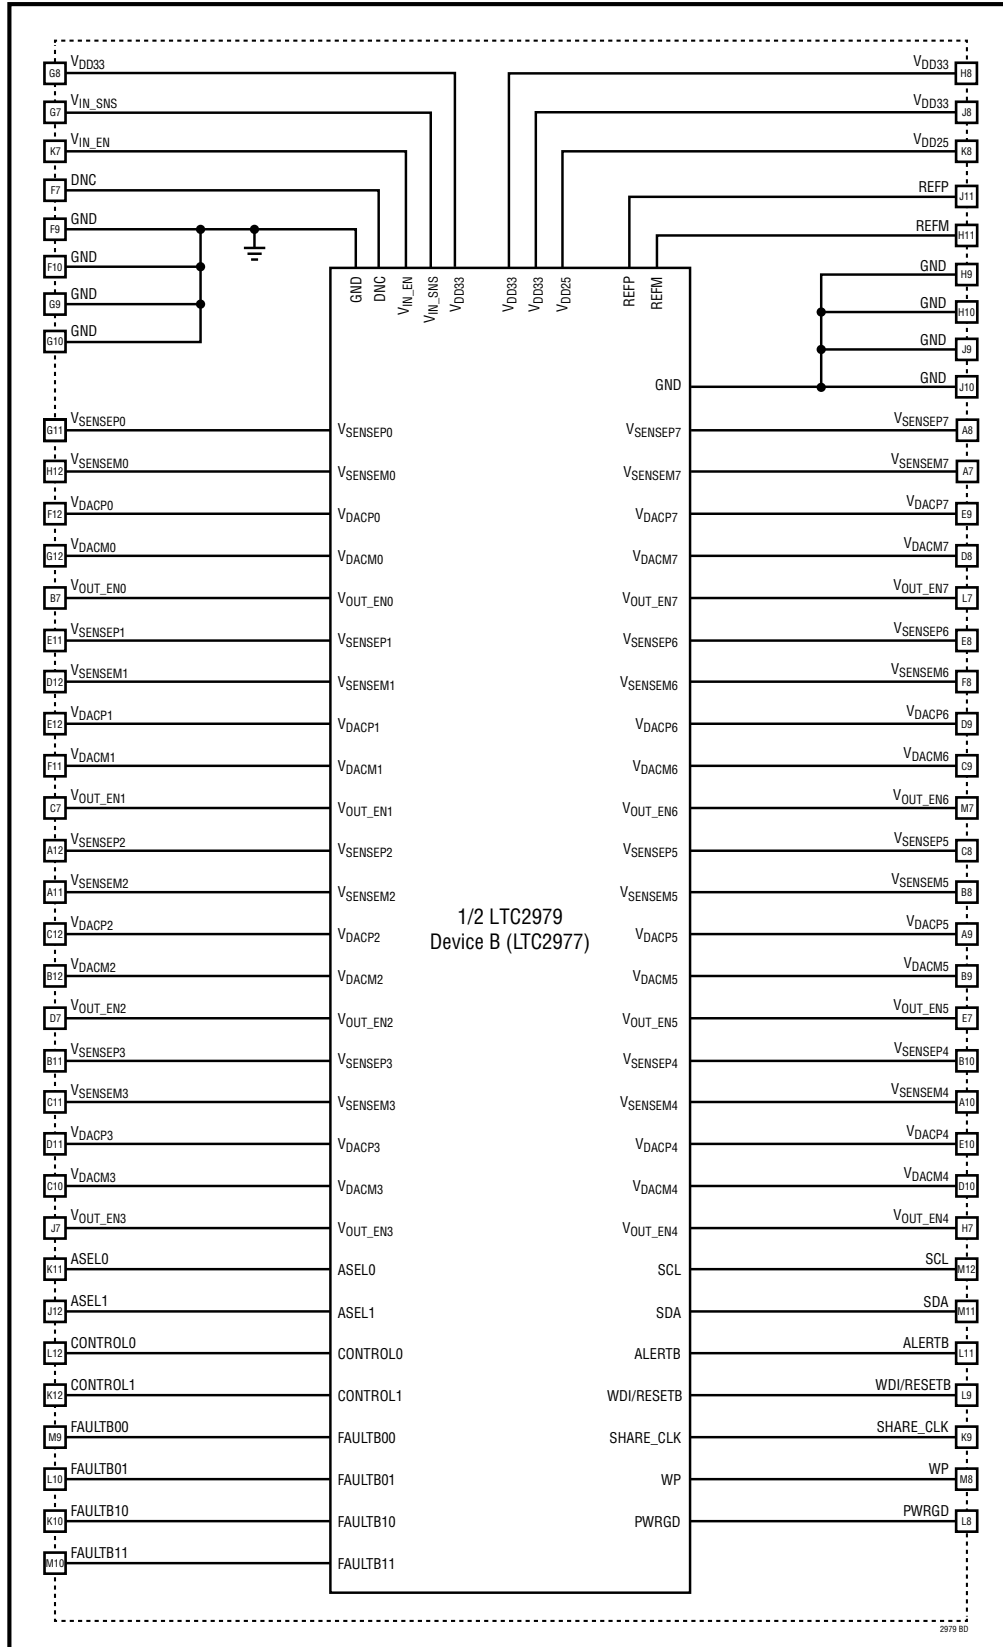 G8 VDD33
G7 VIN_SNS
K7 VIN_EN
F7 DNC
F9 GND
F10 GND
G9 GND
G10 GND
VDD33 H8
VDD33 J8
VDD25 K8
REFP J11
REFM H11
GND H9
GND H10
GND J9
GND J10
GND
DNC
VIN_EN
VIN_SNS
VDD33
VDD33
VDD33
VDD25
REFP
REFM
GND
G11 VSENSEP0 VSENSEP0 VSENSEP7 VSENSEP7 A8
H12 VSENSEM0 VSENSEM0 VSENSEM7 VSENSEM7 A7
F12 VDACP0 VDACP0 VDACP7 VDACP7 E9
G12 VDACM0 VDACM0 VDACM7 VDACM7 D8
B7 VOUT_EN0 VOUT_EN0 VOUT_EN7 VOUT_EN7 L7
E11 VSENSEP1 VSENSEP1 VSENSEP6 VSENSEP6 E8
D12 VSENSEM1 VSENSEM1 VSENSEM6 VSENSEM6 F8
E12 VDACP1 VDACP1 VDACP6 VDACP6 D9
F11 VDACM1 VDACM1 VDACM6 VDACM6 C9
C7 VOUT_EN1 VOUT_EN1 VOUT_EN6 VOUT_EN6 M7
A12 VSENSEP2 VSENSEP2 VSENSEP5 VSENSEP5 C8
A11 VSENSEM2 VSENSEM2 VSENSEM5 VSENSEM5 B8
1/2 LTC2979
Device B (LTC2977)
C12 VDACP2 VDACP2 VDACP5 VDACP5 A9
B12 VDACM2 VDACM2 VDACM5 VDACM5 B9
D7 VOUT_EN2 VOUT_EN2 VOUT_EN5 VOUT_EN5 E7
B11 VSENSEP3 VSENSEP3 VSENSEP4 VSENSEP4 B10
C11 VSENSEM3 VSENSEM3 VSENSEM4 VSENSEM4 A10
D11 VDACP3 VDACP3 VDACP4 VDACP4 E10
C10 VDACM3 VDACM3 VDACM4 VDACM4 D10
J7 VOUT_EN3 VOUT_EN3 VOUT_EN4 VOUT_EN4 H7
K11 ASEL0 ASEL0 SCL SCL M12
J12 ASEL1 ASEL1 SDA SDA M11
L12 CONTROL0 CONTROL0 ALERTB ALERTB L11
K12 CONTROL1 CONTROL1 WDI/RESETB WDI/RESETB L9
M9 FAULTB00 FAULTB00 SHARE_CLK SHARE_CLK K9
L10 FAULTB01 FAULTB01 WP WP M8
K10 FAULTB10 FAULTB10 PWRGD PWRGD L8
M10 FAULTB11 FAULTB11
2979 BD